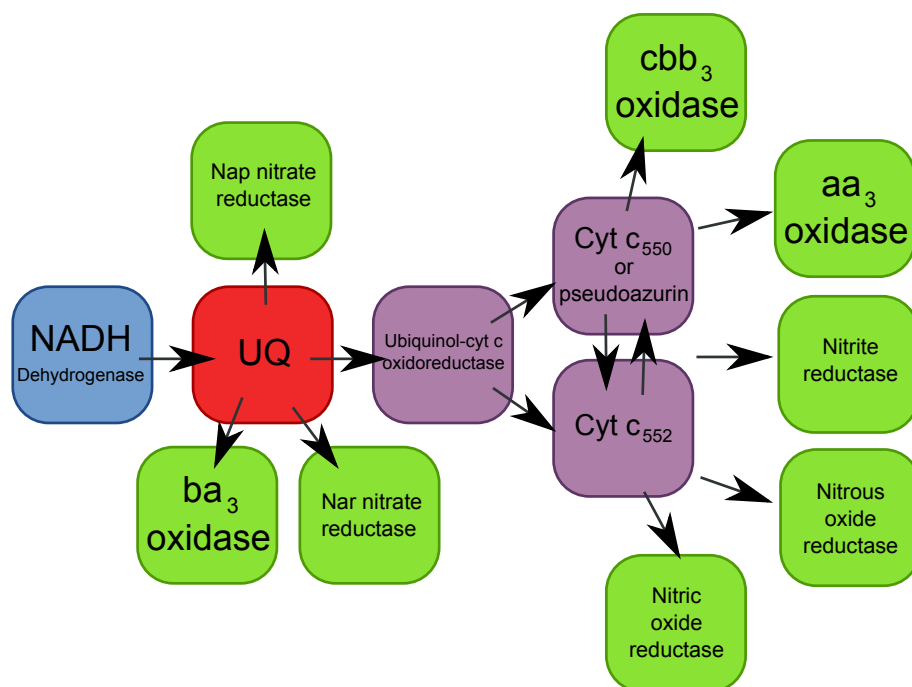 cbb₃
oxidase
Nap nitrate
reductase
aa₃
oxidase
Cyt c₅₅₀
or
pseudoazurin
NADH
Dehydrogenase
UQ
Ubiquinol-cyt c
oxidoreductase
Nitrite
reductase
Cyt c₅₅₂
ba₃
oxidase
Nar nitrate
reductase
Nitrous
oxide
reductase
Nitric
oxide
reductase